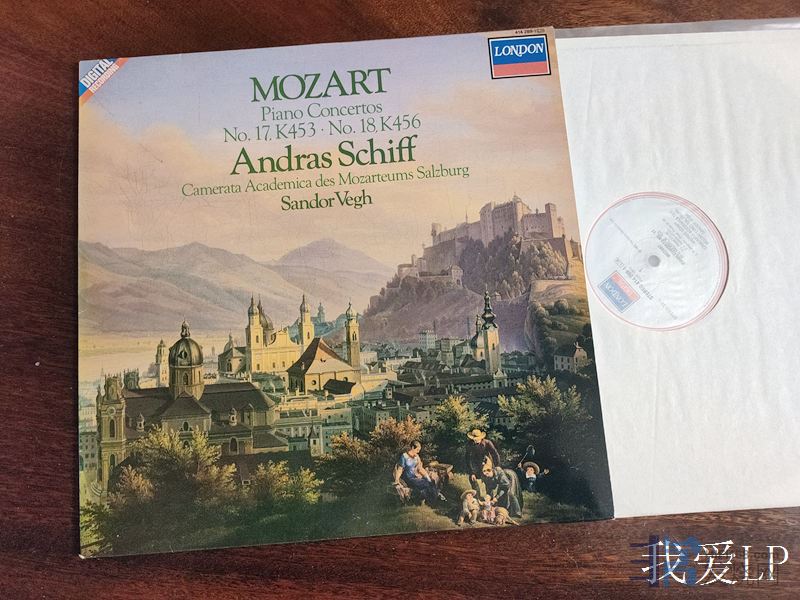 DIGITAL
RECORDING
LONDON
MOZART
Piano Concertos
No. 17, K453 · No. 18, K456
Andras Schiff
Camerata Academica des Mozarteums Salzburg
Sandor Vegh
LONDON
我爱LP